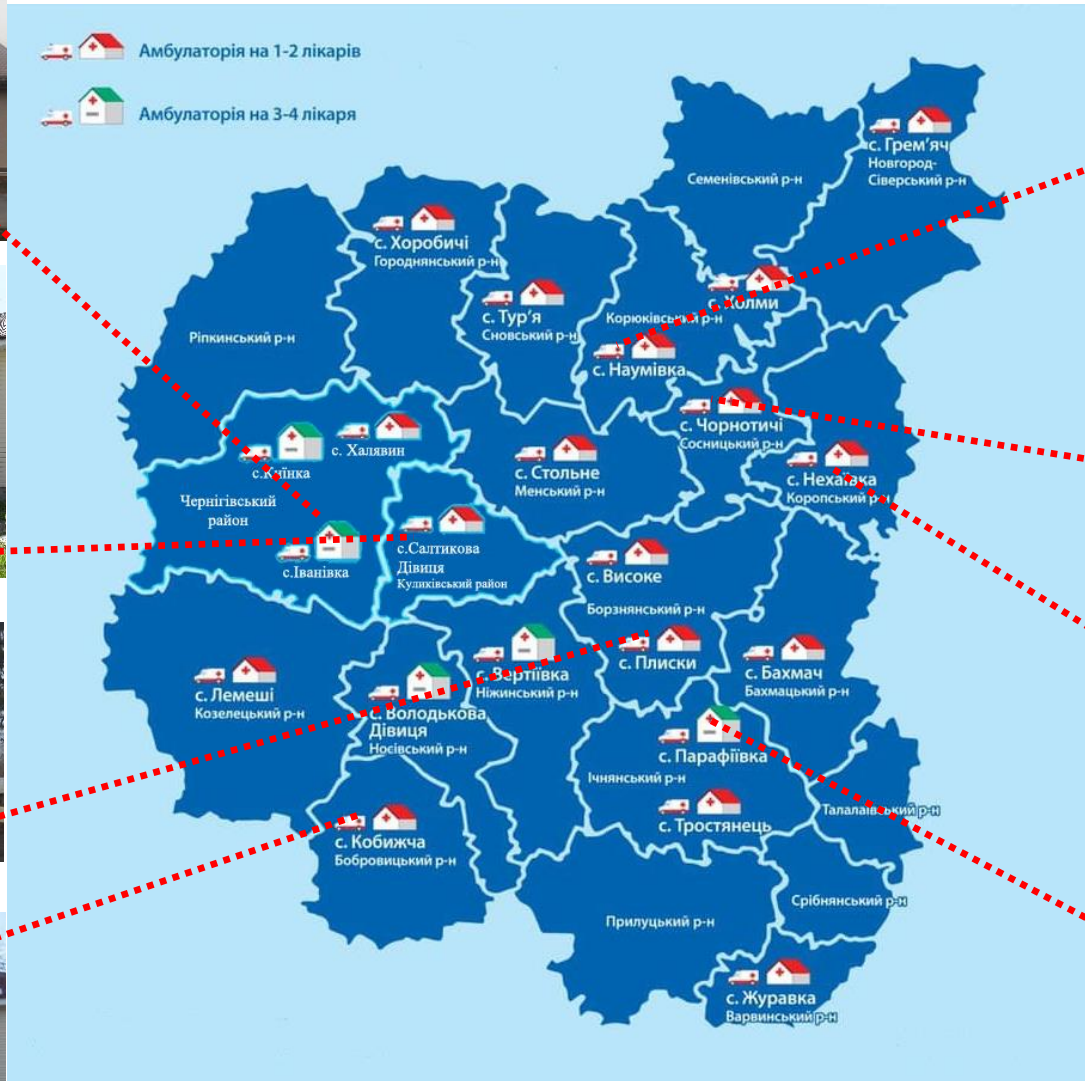 Амбулаторія на 1-2 лікарів
Амбулаторія на 3-4 лікаря
с. Грем'яч
Новгород-
Сіверський р-н
Семенівський р-н
с. Хоробичі
Городнянський р-н
с. Холми
с. Тур'я
Сновський р-н
Корюківський р-н
Ріпкинський р-н
с. Наумівка
с. Чорнотичі
Сосницький р-н
с. Халявин
с.Киїнка
с. Стольне
Менський р-н
с. Нехаївка
Коропський р-н
Чернігівський
район
с.Іванівка
с.Салтикова
Дівиця
Куликівський район
с. Високе
Борзнянський р-н
с. Плиски
с. Вертіївка
Ніжинський р-н
с. Бахмач
Бахмацький р-н
с. Лемеші
Козелецький р-н
с. Володькова
Дівиця
Носівський р-н
с. Парафіївка
Ічнянський р-н
с. Тростянець
Талалаївський р-н
с. Кобижча
Бобровицький р-н
Срібнянський р-н
Прилуцький р-н
с. Журавка
Варвинський р-н